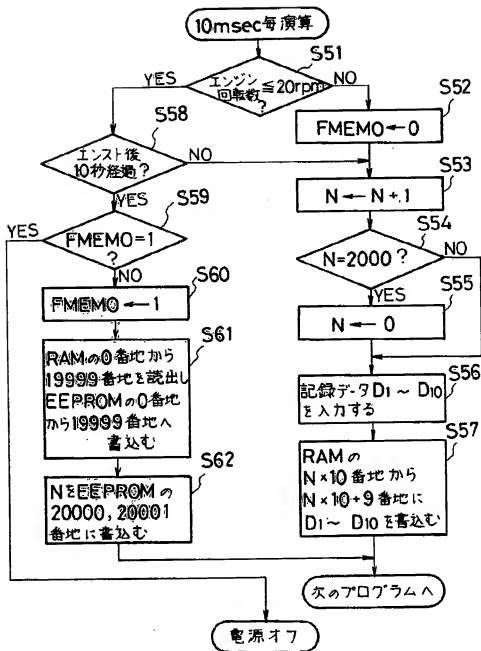 10msec毎演算
S51
エンジン
回転数
≦20rpm
?
YES
NO
S52
FMEMO←0
S58
エンスト後
10秒経過?
NO
YES
S53
N←N+1
S59
FMEMO=1
?
YES
NO
S54
N=2000?
NO
YES
S60
FMEMO←1
S55
N←0
S61
RAMの0番地から
19999番地を読出し
EEPROMの0番地
から19999番地へ
書込む
S56
記録データD1～D10
を入力する
S62
NをEEPROMの
20000,20001
番地に書込む
S57
RAMの
N×10番地から
N×10+9番地に
D1～D10を書込む
次のプログラムへ
電源オフ